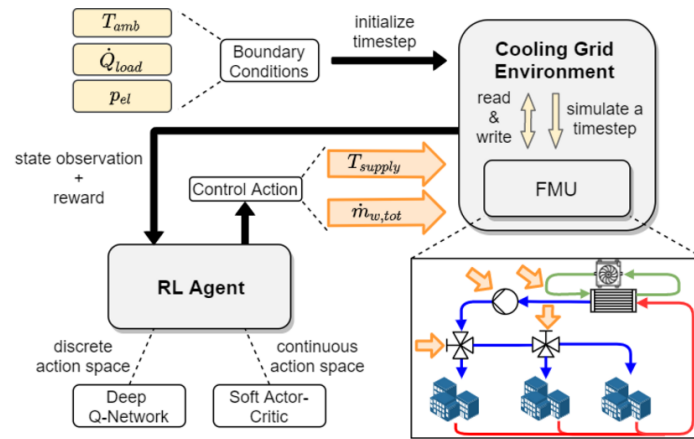 T_amb
Q̇_load
p_el
Boundary
Conditions
initialize
timestep
Cooling Grid
Environment
read
&
write
simulate a
timestep
FMU
state observation
+
reward
Control Action
T_supply
ṁ_w,tot
RL Agent
discrete
action space
continuous
action space
Deep
Q-Network
Soft Actor-
Critic